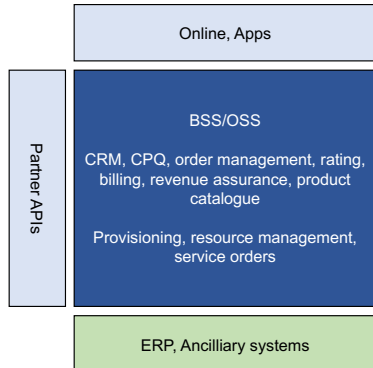 Online, Apps
Partner APIs
BSS/OSS
CRM, CPQ, order management, rating,
billing, revenue assurance, product
catalogue
Provisioning, resource management,
service orders
ERP, Ancilliary systems